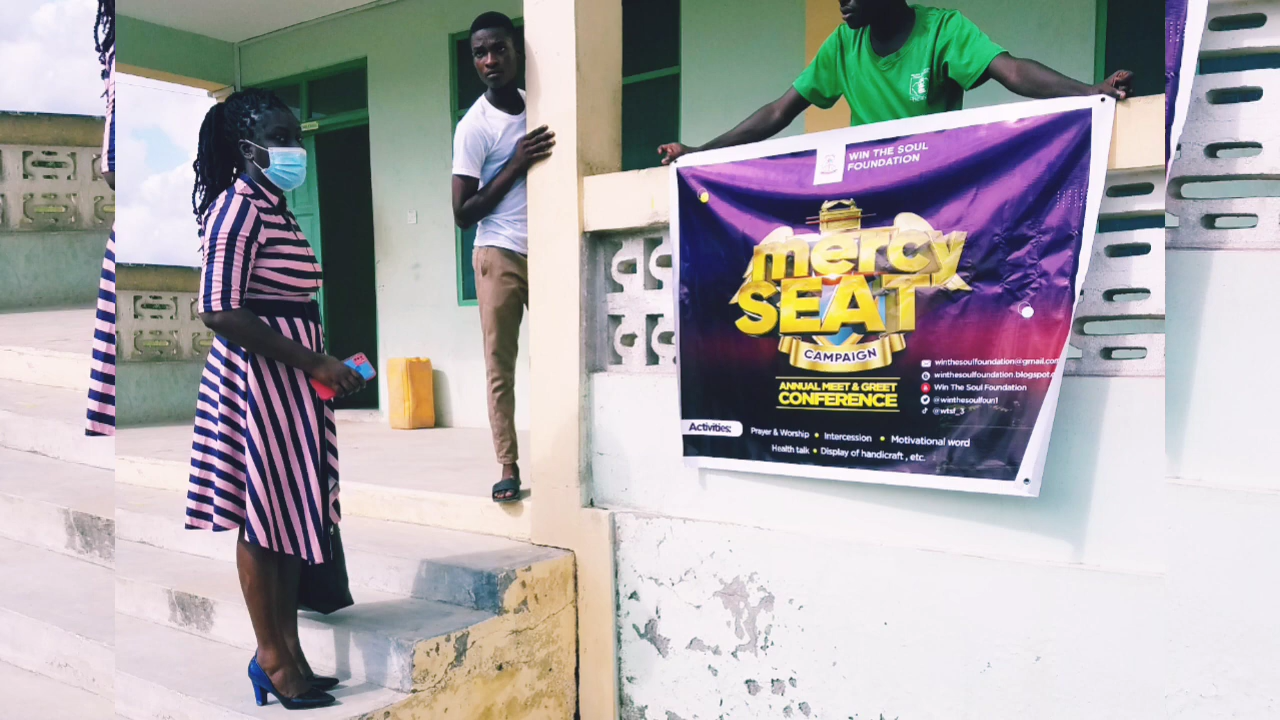 WIN THE SOUL
FOUNDATION
mercy
SEAT
CAMPAIGN
ANNUAL MEET & GREET
CONFERENCE
winthesoulfoundation@gmail.com
winthesoulfoundation.blogspot.c
Win The Soul Foundation
@winthesoulfoun1
@wtsf_3
Activities:
Prayer & Worship • Intercession • Motivational word
Health talk • Display of handicraft , etc.